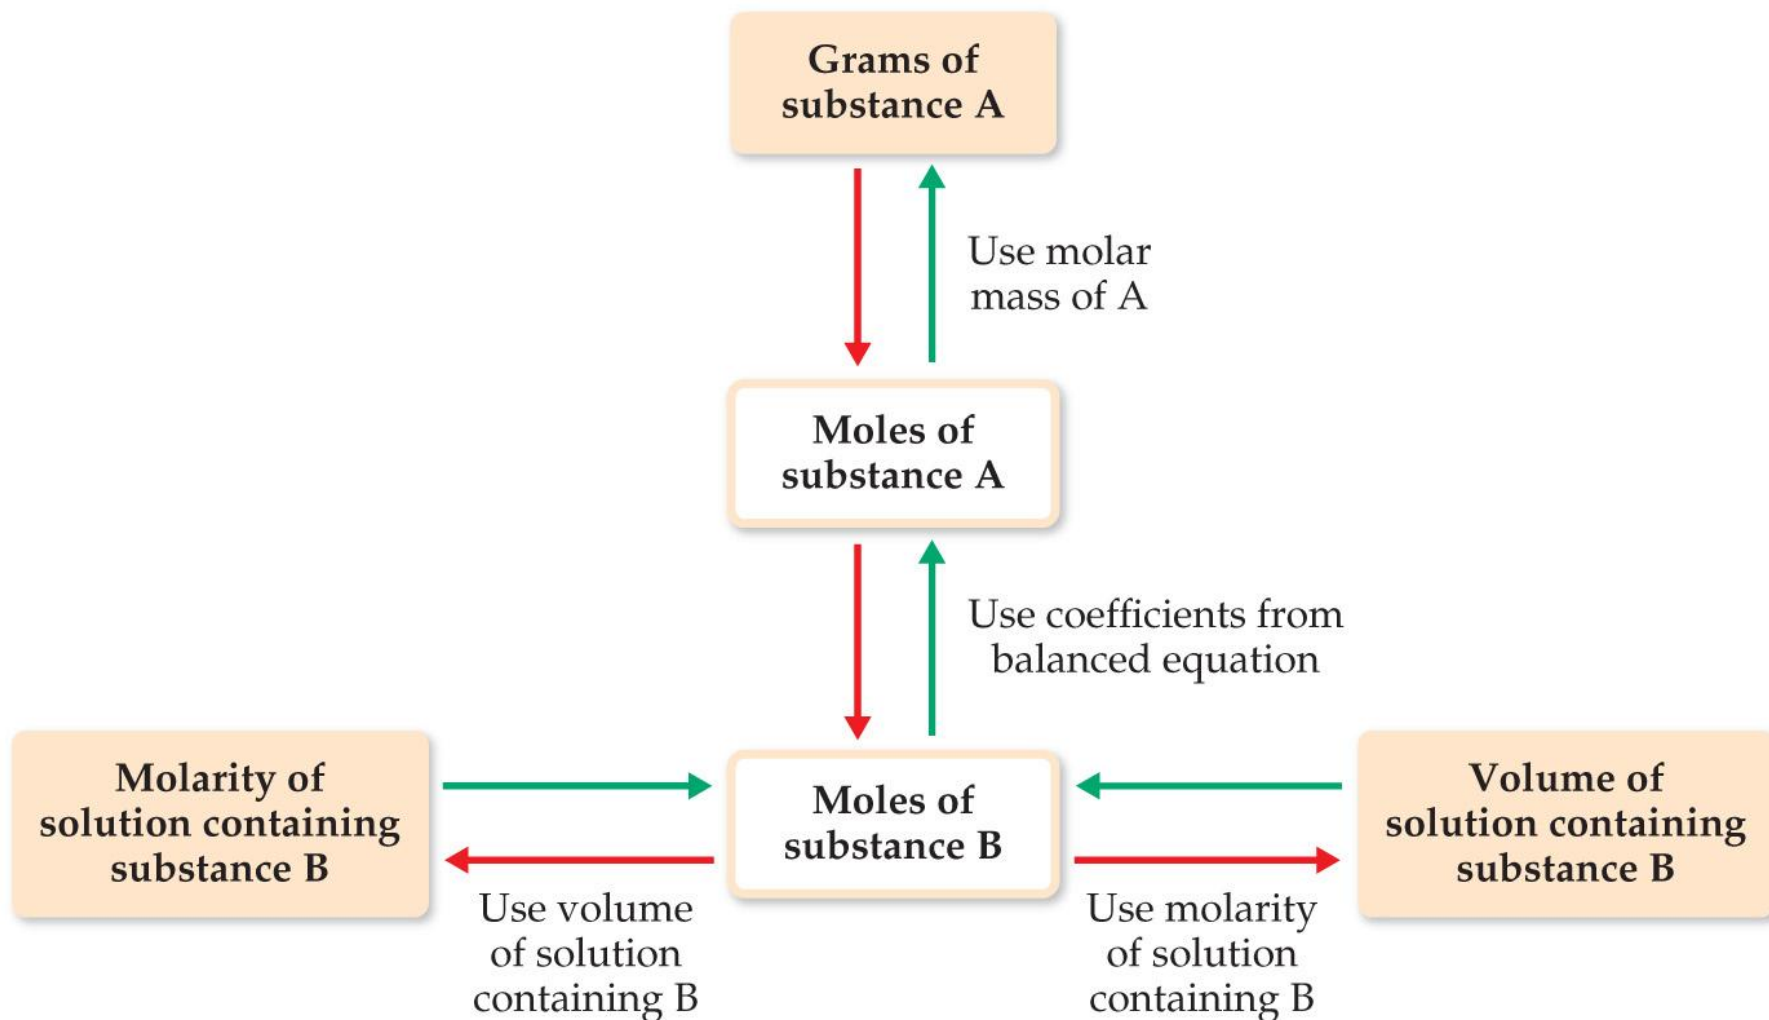 Grams of
substance A
Use molar
mass of A
Moles of
substance A
Use coefficients from
balanced equation
Molarity of
solution containing
substance B
Moles of
substance B
Volume of
solution containing
substance B
Use volume
of solution
containing B
Use molarity
of solution
containing B